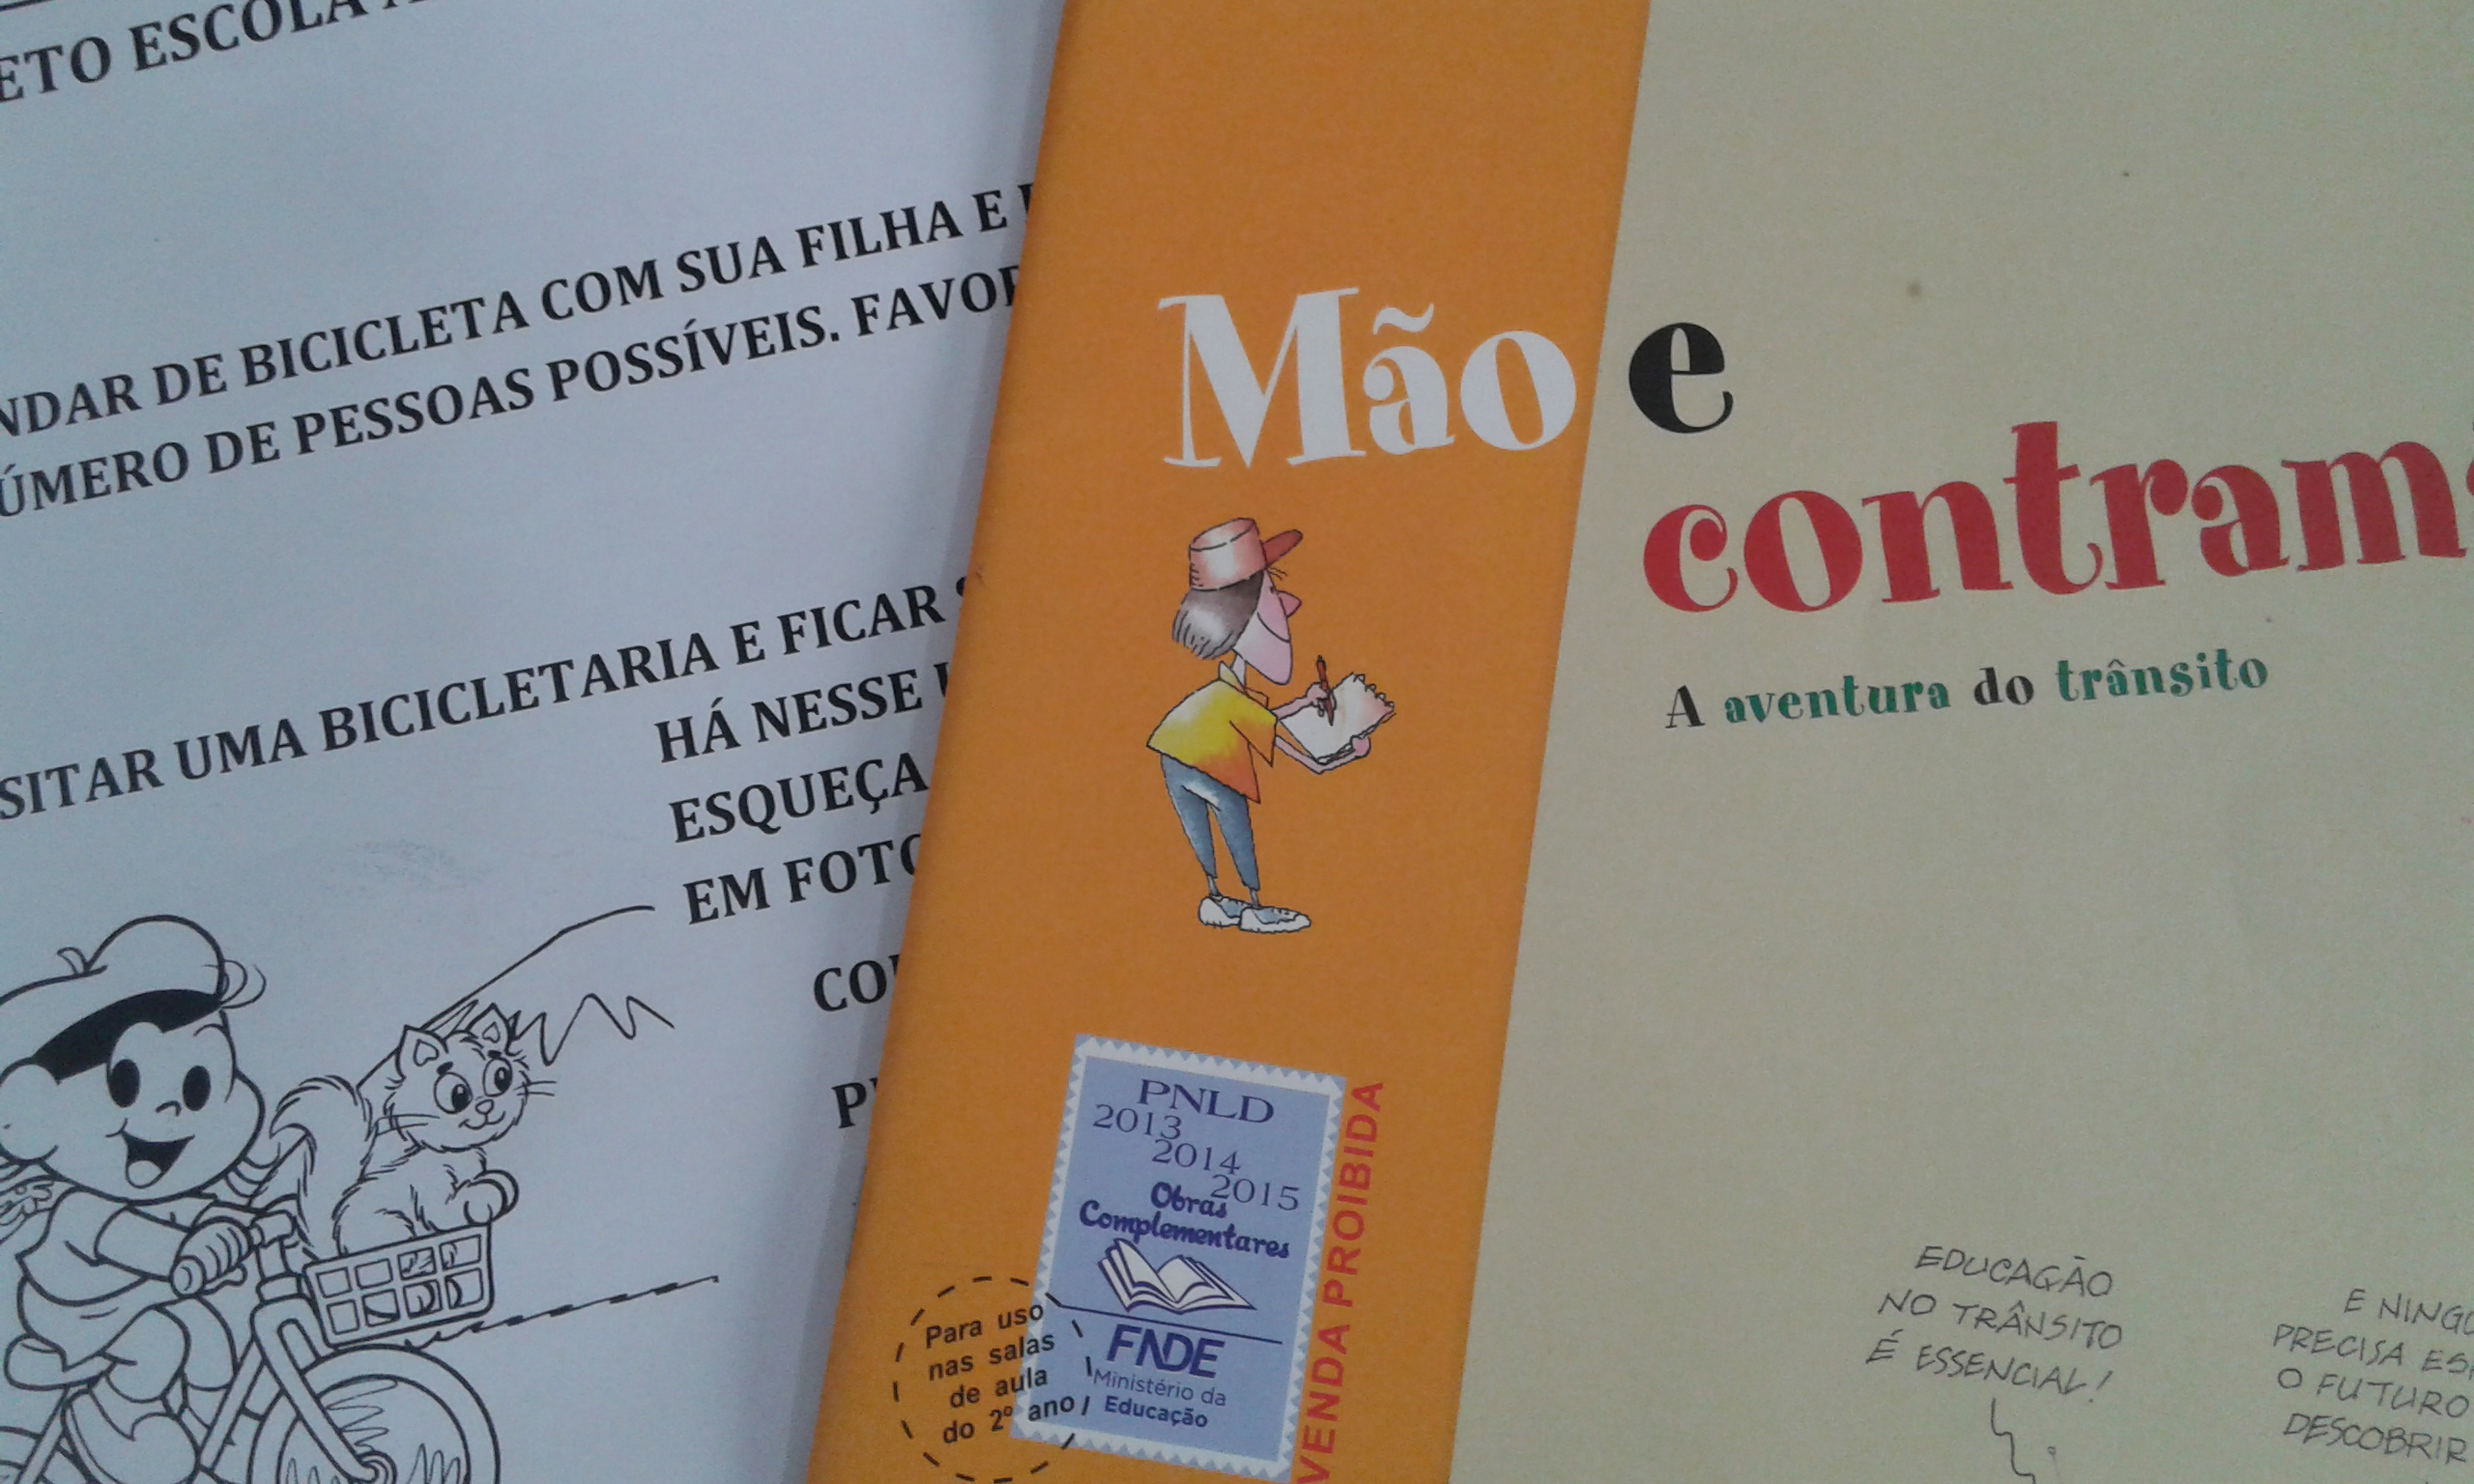 ETO ESCOLA
NDAR DE BICICLETA COM SUA FILHA E
ÚMERO DE PESSOAS POSSÍVEIS. FAVOR
SITAR UMA BICICLETARIA E FICAR
HÁ NESSE
ESQUEÇA
EM FOTO
CO
P
Mão e
contram
A aventura do trânsito
PNLD
2013
2014
2015
Obras
Complementares
FNDE
Ministério da
Educação
VENDA PROIBIDA
Para uso
nas salas
de aula
do 2º ano
EDUCAÇÃO
NO TRÂNSITO
É ESSENCIAL!
E NINGU
PRECISA ES
O FUTURO
DESCOBRIR